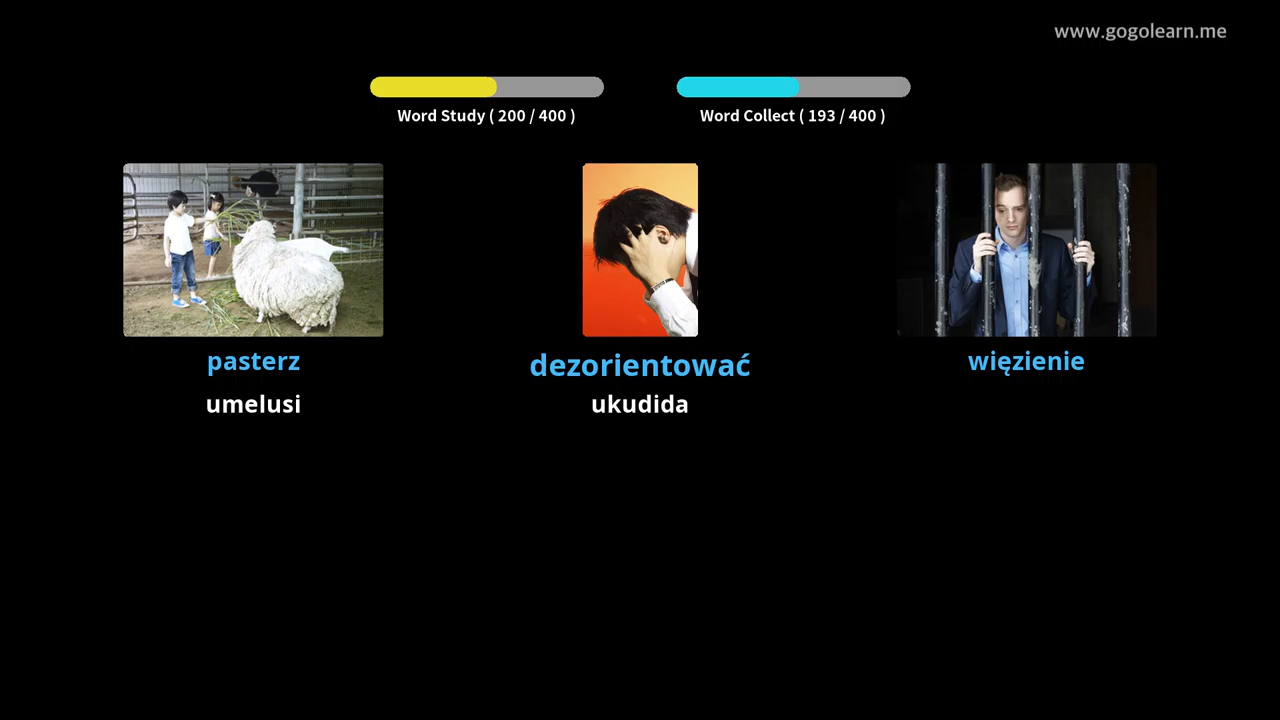 www.gogolearn.me
Word Study ( 200 / 400 )
Word Collect ( 193 / 400 )
pasterz
dezorientować
więzienie
umelusi
ukudida